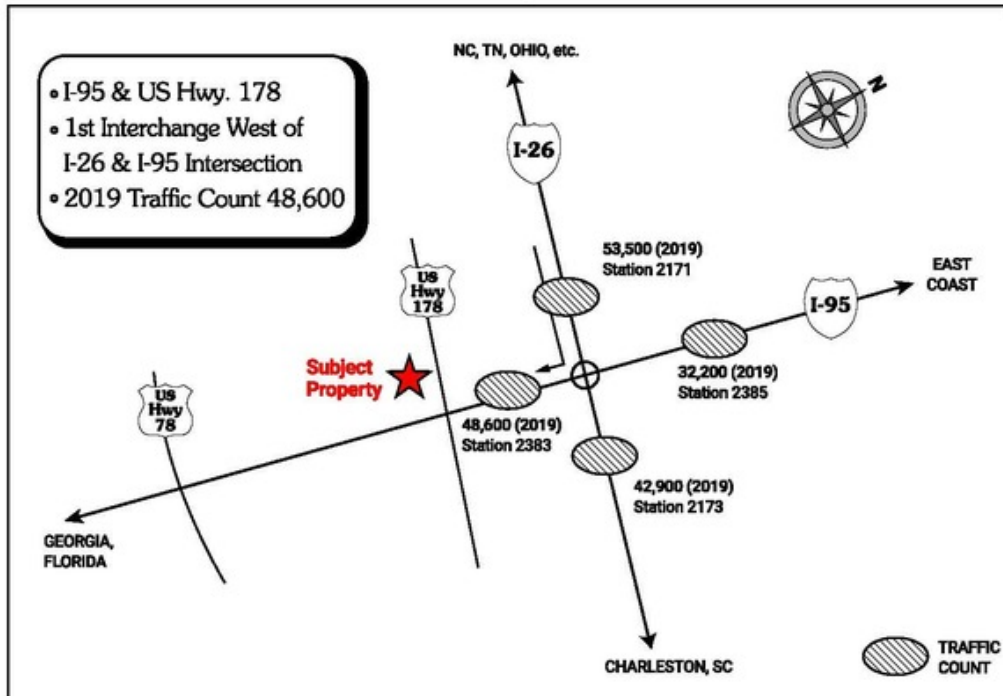 • I-95 & US Hwy. 178
• 1st Interchange West of
I-26 & I-95 Intersection
• 2019 Traffic Count 48,600
NC, TN, OHIO, etc.
N
I-26
53,500 (2019)
Station 2171
EAST
COAST
I-95
US
Hwy
178
Subject
Property
32,200 (2019)
Station 2385
US
Hwy
78
48,600 (2019)
Station 2383
42,900 (2019)
Station 2173
GEORGIA,
FLORIDA
CHARLESTON, SC
TRAFFIC
COUNT